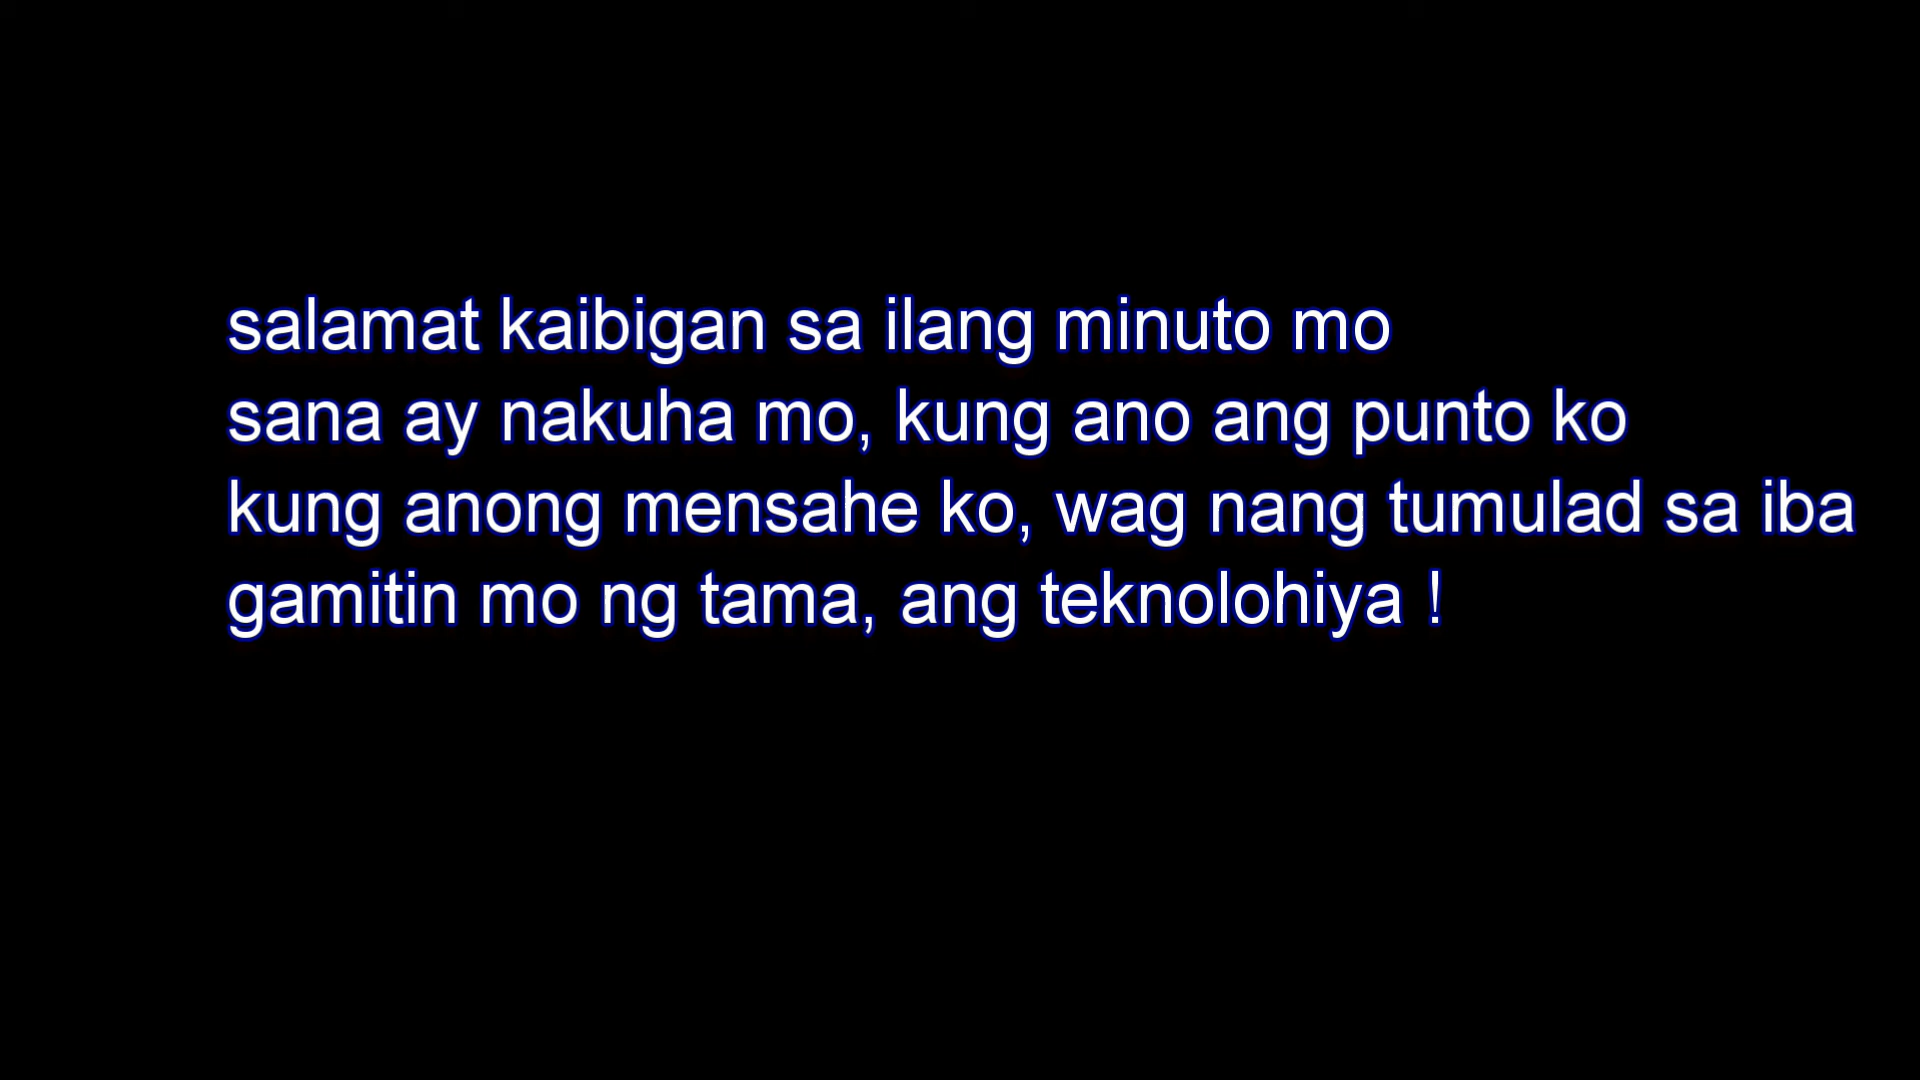 salamat kaibigan sa ilang minuto mo
sana ay nakuha mo, kung ano ang punto ko
kung anong mensahe ko, wag nang tumulad sa iba
gamitin mo ng tama, ang teknolohiya !